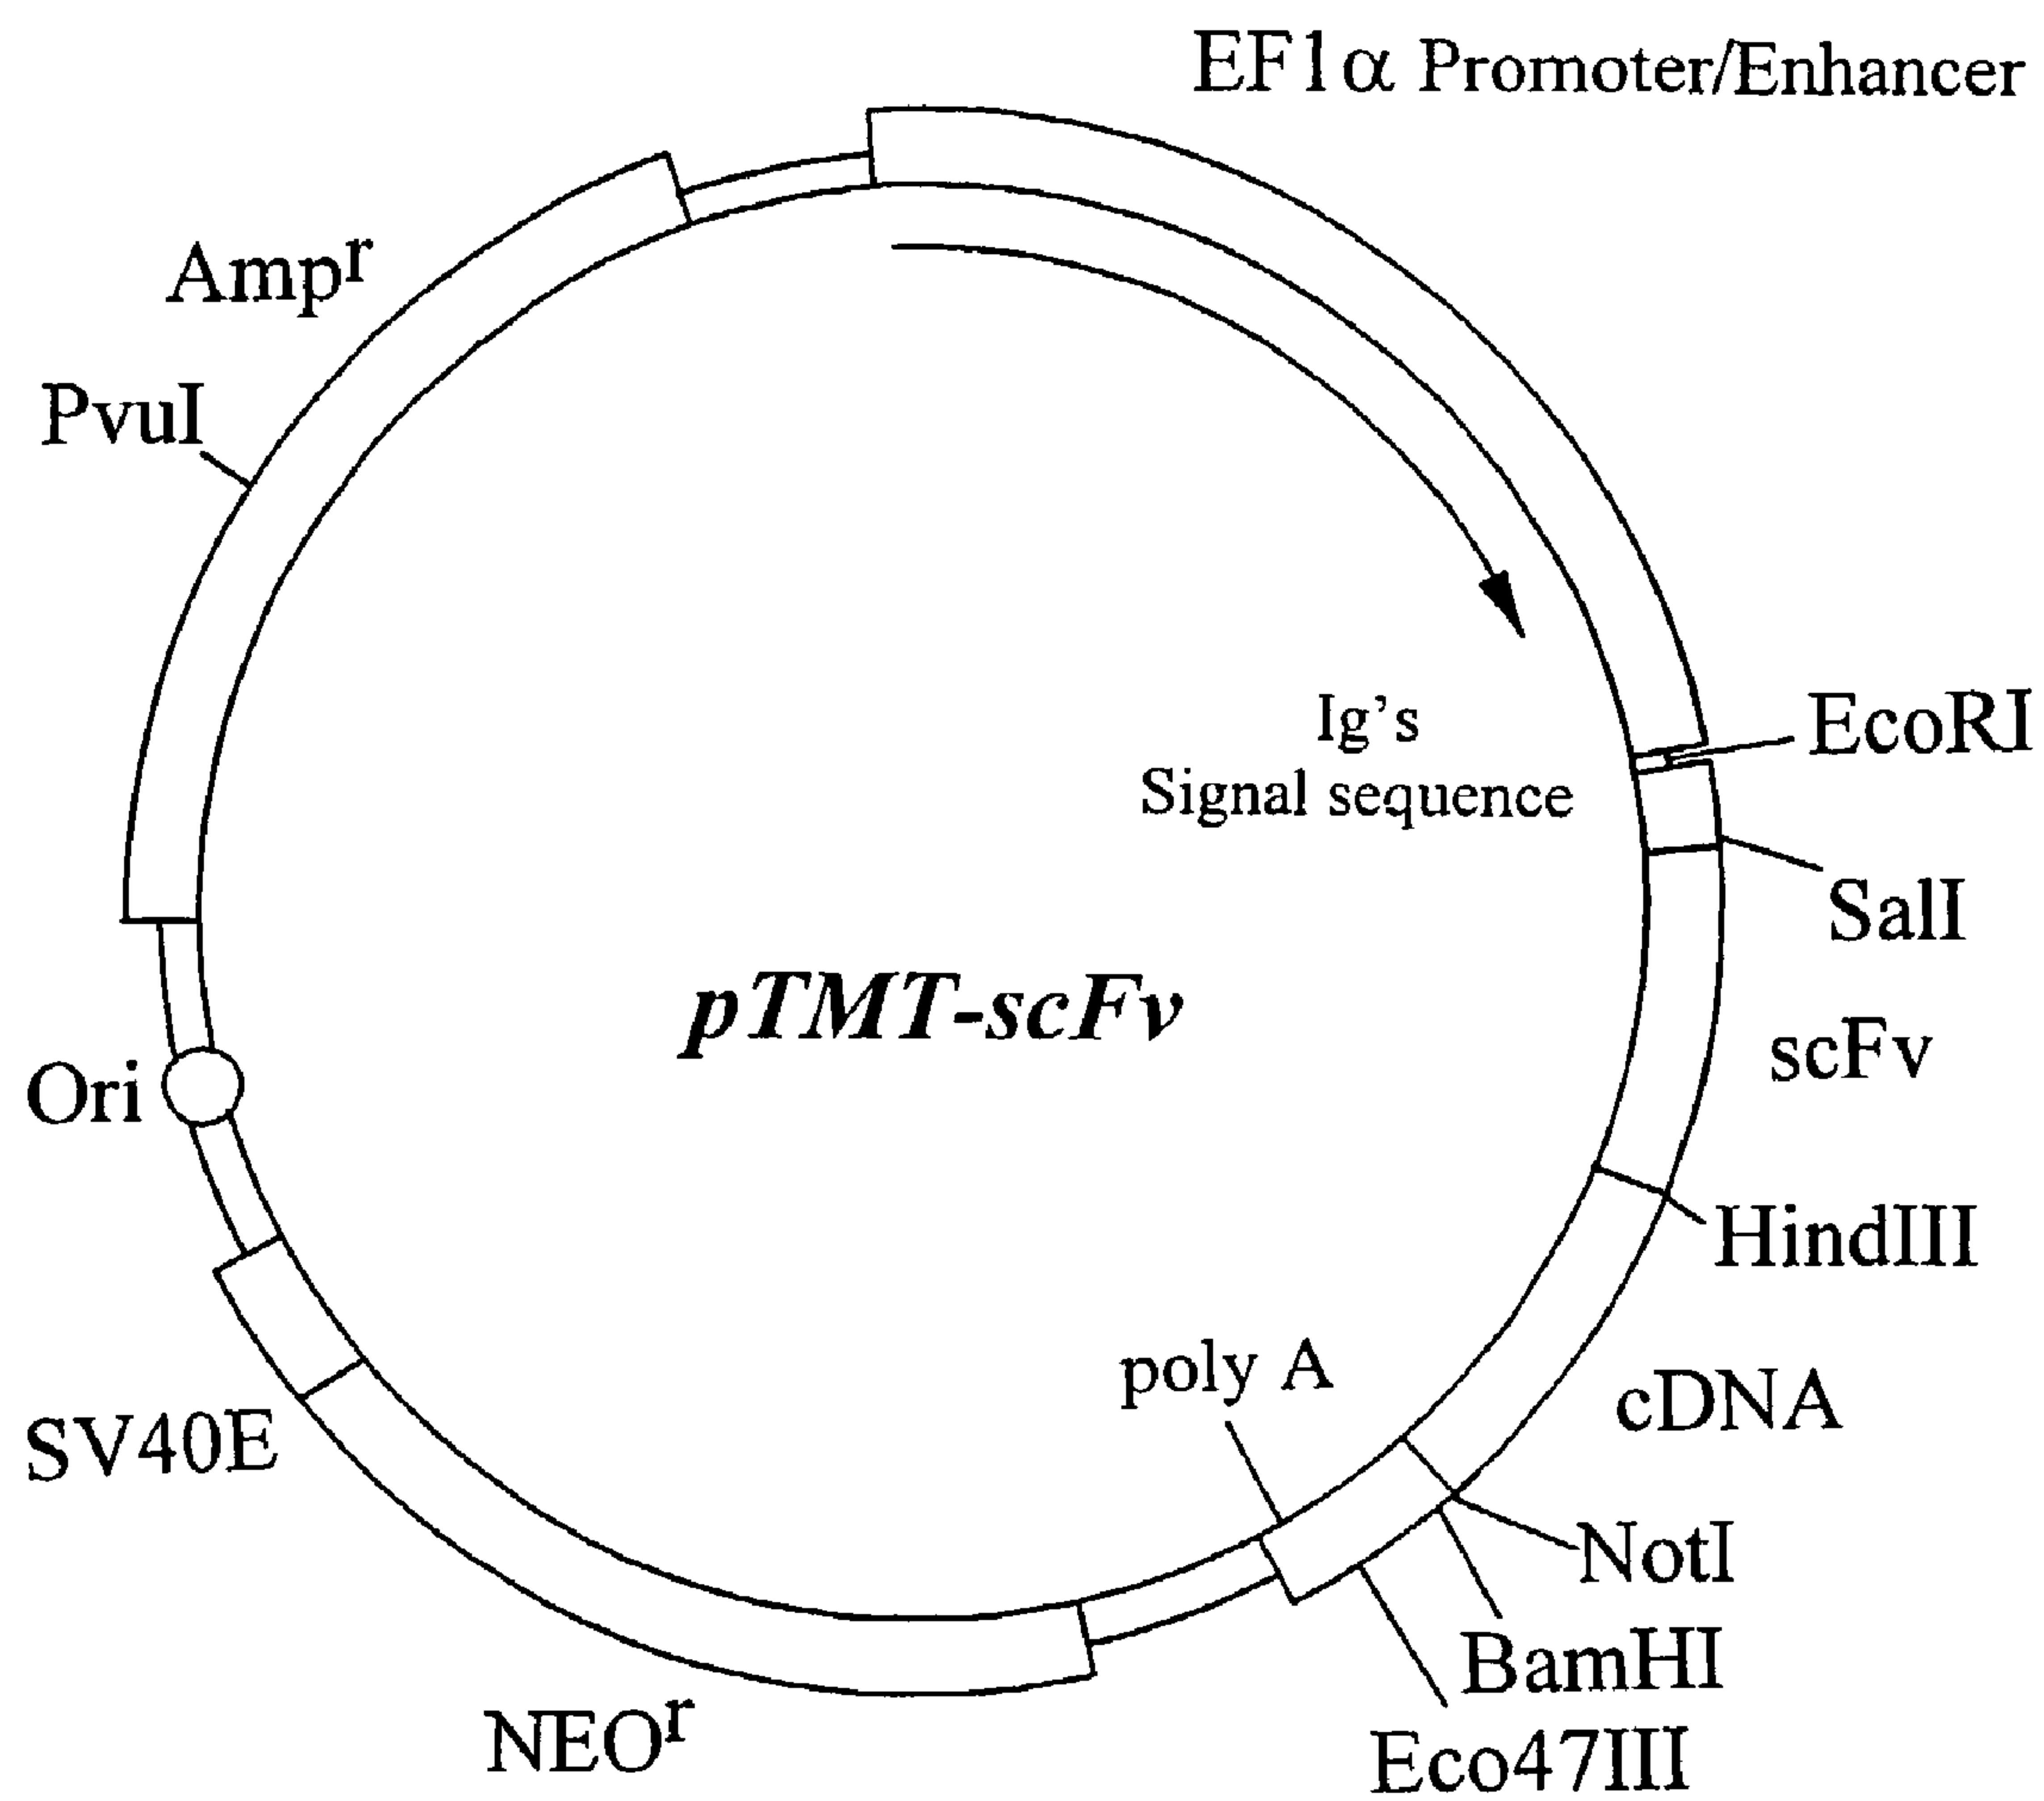 EF1α Promoter/Enhancer
Ampʳ
PvuI
Ig's
Signal sequence
EcoRI
SalI
pTMT-scFv
scFv
Ori
HindIII
poly A
cDNA
SV40E
NotI
BamHI
NEOʳ
Eco47III